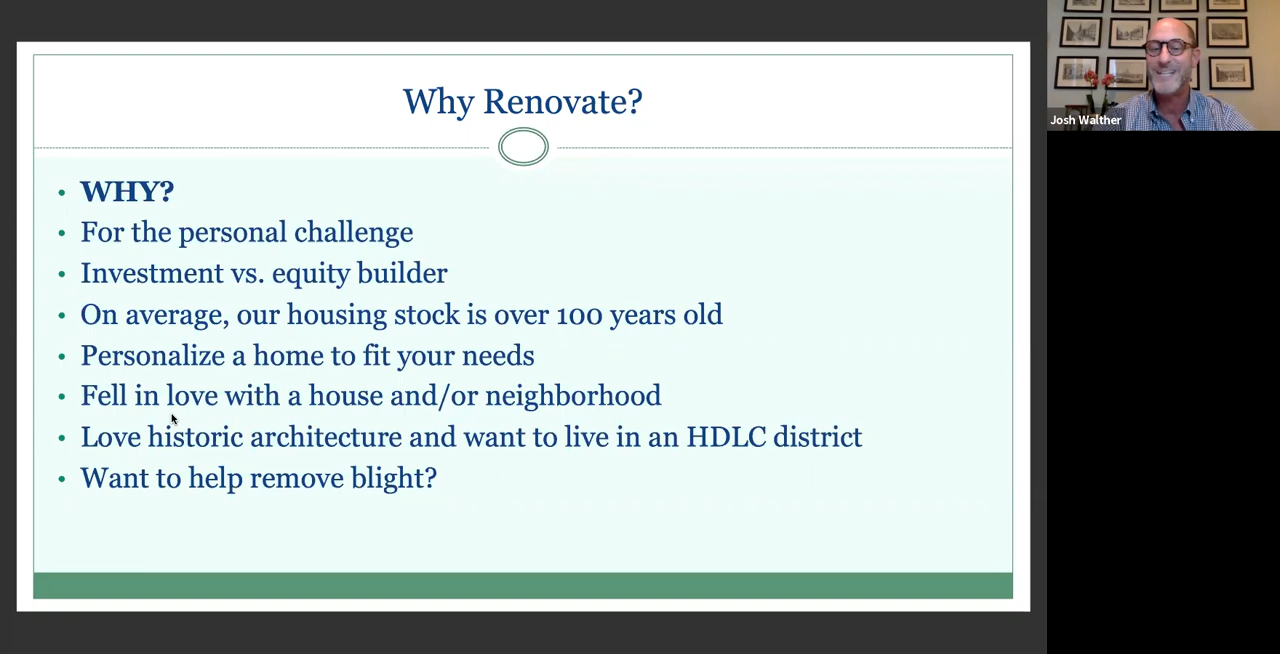 Why Renovate?
WHY?
For the personal challenge
Investment vs. equity builder
On average, our housing stock is over 100 years old
Personalize a home to fit your needs
Fell in love with a house and/or neighborhood
Love historic architecture and want to live in an HDLC district
Want to help remove blight?
Josh Walther